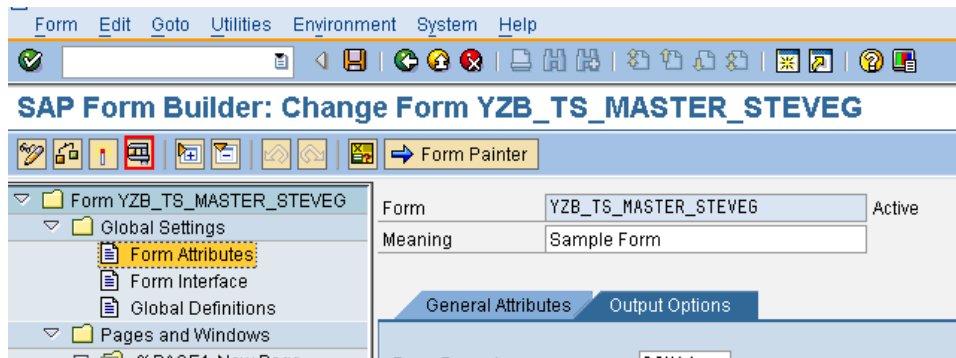 Form Edit Goto Utilities Environment System Help
SAP Form Builder: Change Form YZB_TS_MASTER_STEVEG
Form Painter
Form YZB_TS_MASTER_STEVEG
Form YZB_TS_MASTER_STEVEG Active
Global Settings
Meaning Sample Form
Form Attributes
Form Interface
General Attributes Output Options
Global Definitions
Pages and Windows